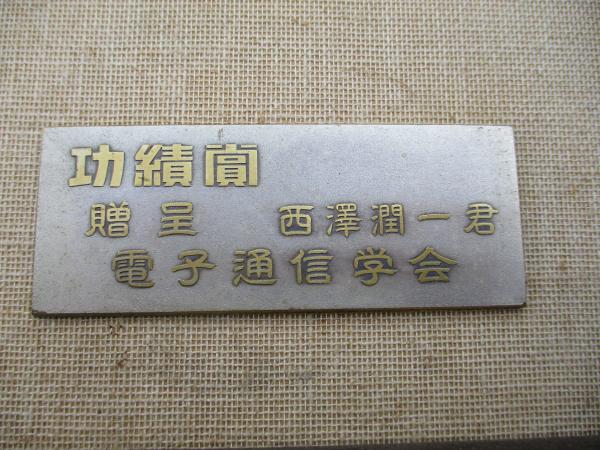 功績賞
贈呈 西澤潤一君
電子通信学会